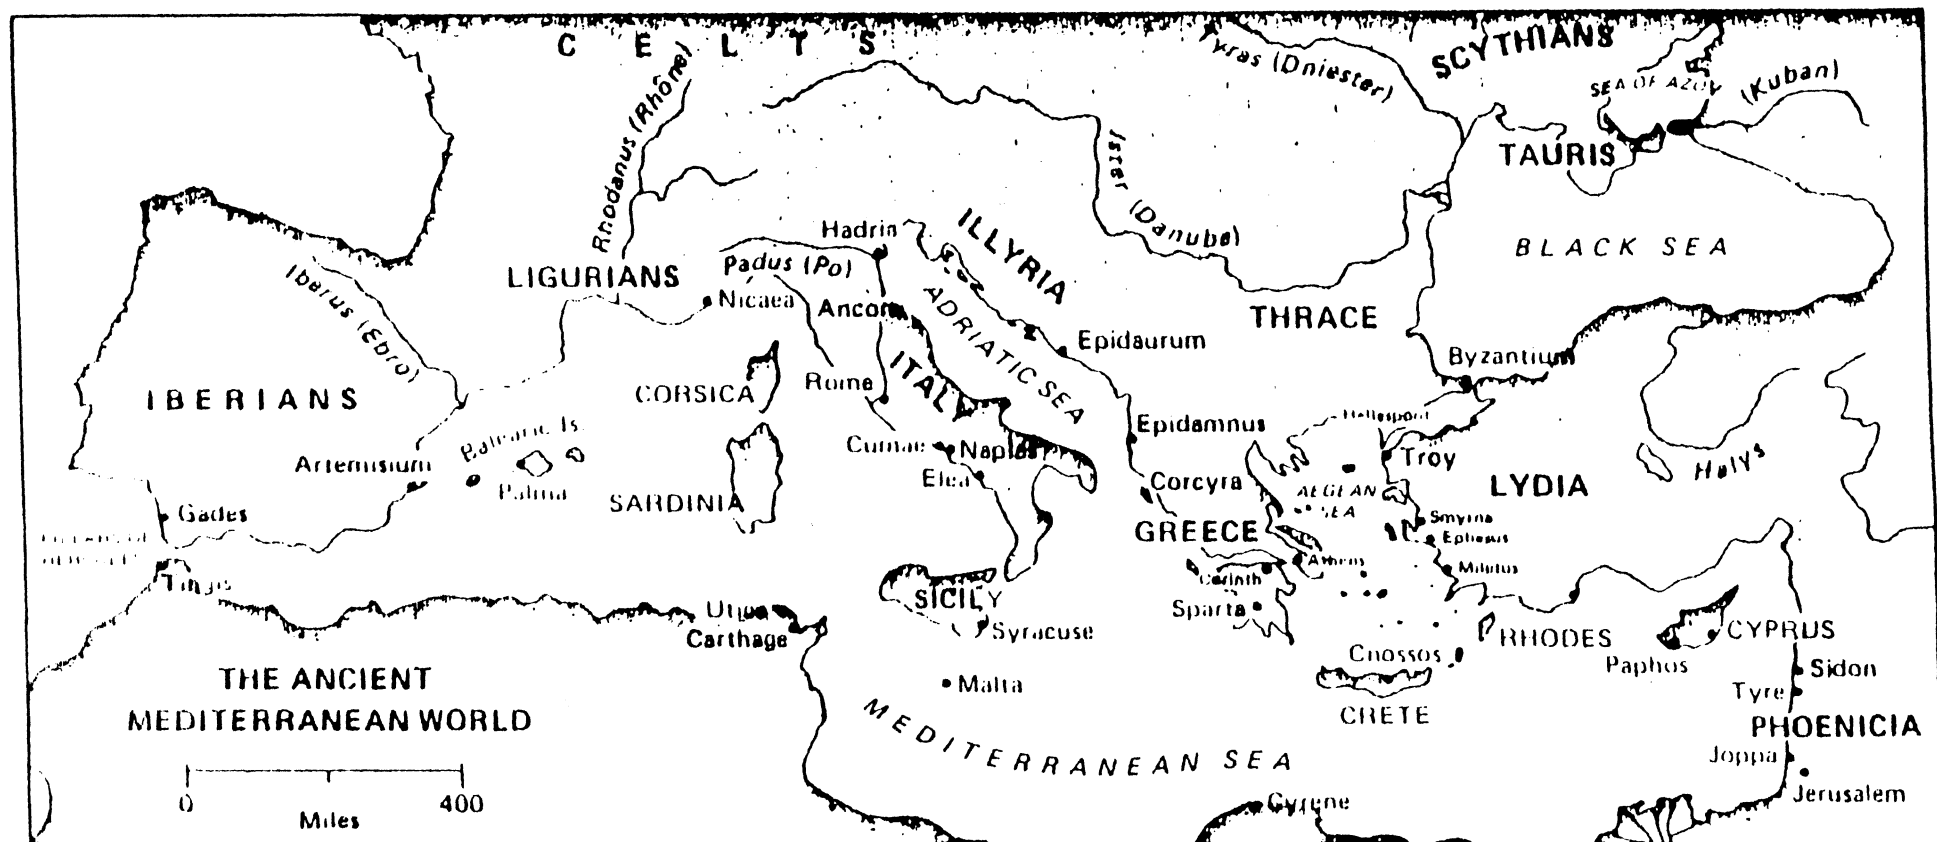 CELTS
SCYTHIANS
Tyras (Dniester)
SEA OF AZOV
(Kuban)
Rhodanus (Rhône)
TAURIS
Ister (Danube)
BLACK SEA
Hadria
ILLYRIA
LIGURIANS
Padus (Po)
Iberus (Ebro)
Nicaea
Ancona
ADRIATIC SEA
THRACE
Epidaurum
Byzantium
IBERIANS
CORSICA
Rome
ITALY
Hellespont
Epidamnus
Balearic Is.
Cumae
Naples
Troy
Halys
Artemisium
Palma
Elea
Corcyra
LYDIA
SARDINIA
AEGEAN
SEA
Gades
GREECE
Smyrna
Ephesus
Athens
Miletus
Tingis
Corinth
SICILY
Sparta
Utica
Carthage
Syracuse
RHODES
CYPRUS
Cnossos
Paphos
Sidon
THE ANCIENT
MEDITERRANEAN WORLD
Malta
Tyre
CRETE
PHOENICIA
MEDITERRANEAN SEA
Joppa
0 400
Miles
Cyrene
Jerusalem